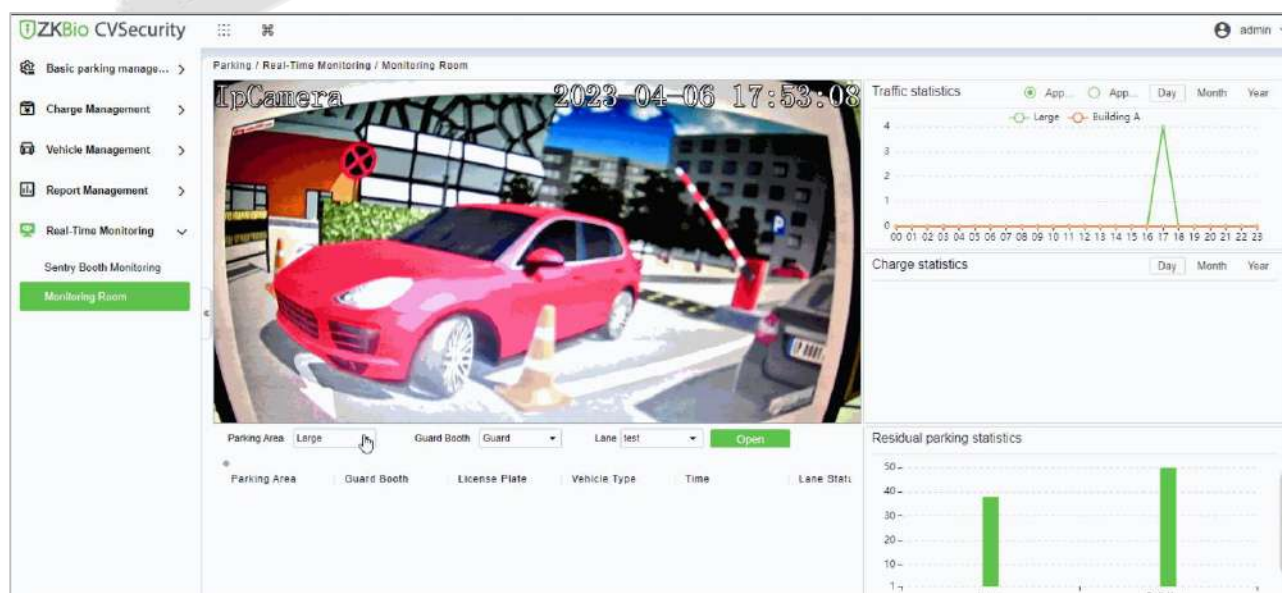 ZKBio CVSecurity
admin
Basic parking manage...
Charge Management
Vehicle Management
Report Management
Real-Time Monitoring
Sentry Booth Monitoring
Monitoring Room
Parking / Real-Time Monitoring / Monitoring Room
IpCamera 2023-04-06 17:53:08
P
Parking Area Large Guard Booth Guard Lane test Open
Parking Area Guard Booth License Plate Vehicle Type Time Lane Statu
Traffic statistics App... App... Day Month Year
Large Building A
4
3
2
1
0
00 01 02 03 04 05 06 07 08 09 10 11 12 13 14 15 16 17 18 19 20 21 22 23
Charge statistics Day Month Year
Residual parking statistics
50
40
30
20
10
1